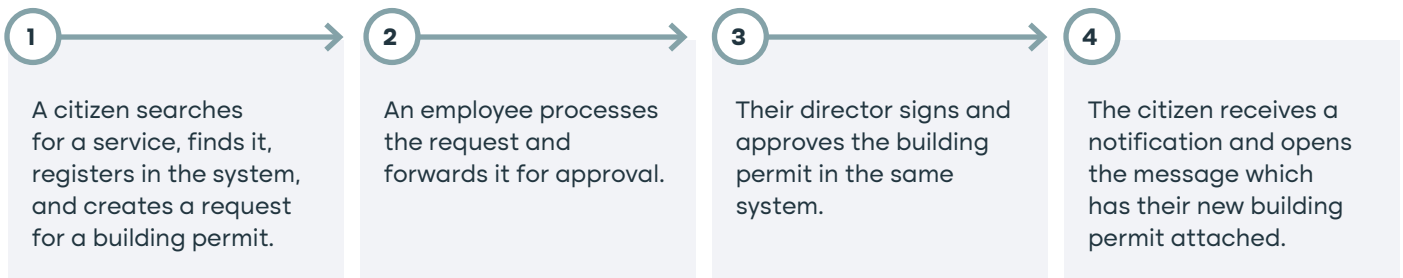 1
A citizen searches
for a service, finds it,
registers in the system,
and creates a request
for a building permit.
2
An employee processes
the request and
forwards it for approval.
3
Their director signs and
approves the building
permit in the same
system.
4
The citizen receives a
notification and opens
the message which
has their new building
permit attached.